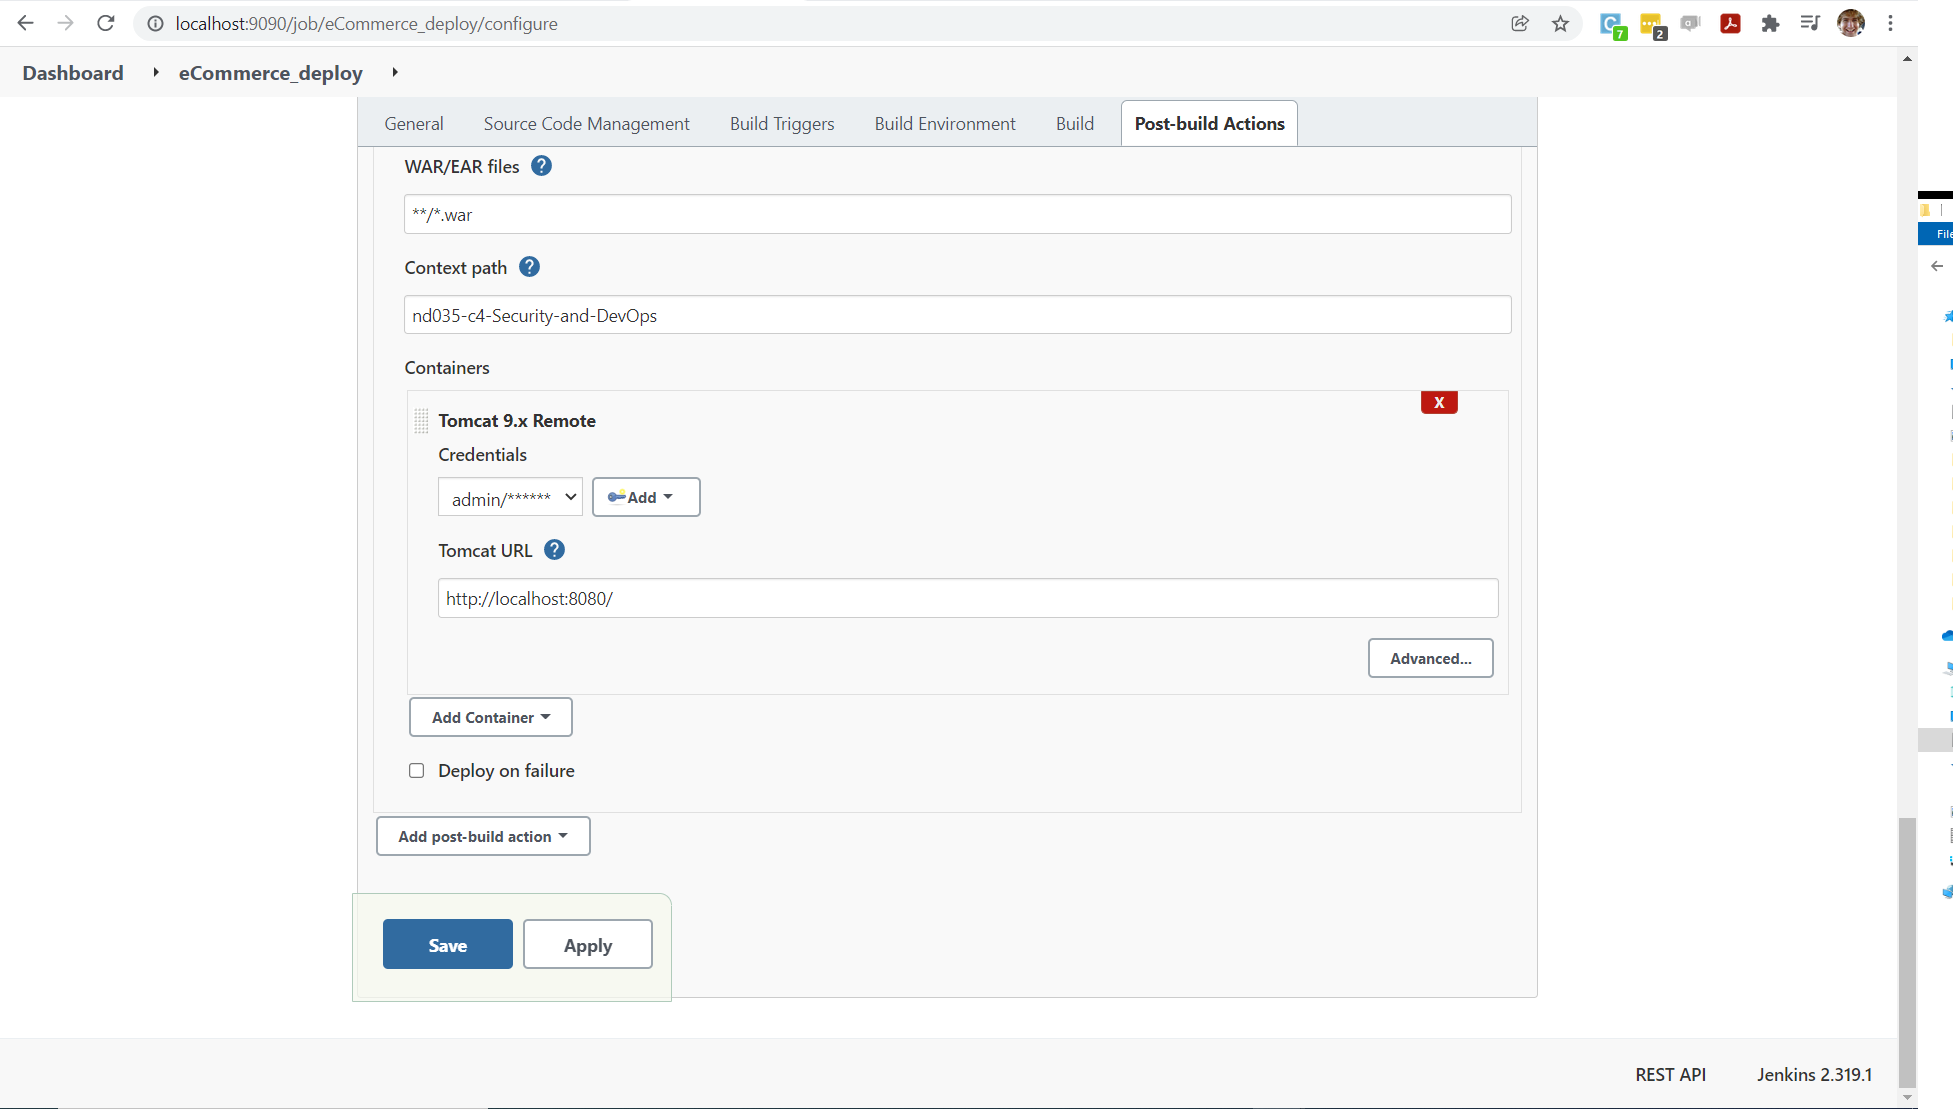 localhost:9090/job/eCommerce_deploy/configure
7
2
Dashboard
eCommerce_deploy
General
Source Code Management
Build Triggers
Build Environment
Build
Post-build Actions
WAR/EAR files ?
**/*.war
Context path ?
nd035-c4-Security-and-DevOps
Containers
X
Tomcat 9.x Remote
Credentials
admin/******
Add
Tomcat URL ?
http://localhost:8080/
Advanced...
Add Container
Deploy on failure
Add post-build action
Save
Apply
REST API
Jenkins 2.319.1
File